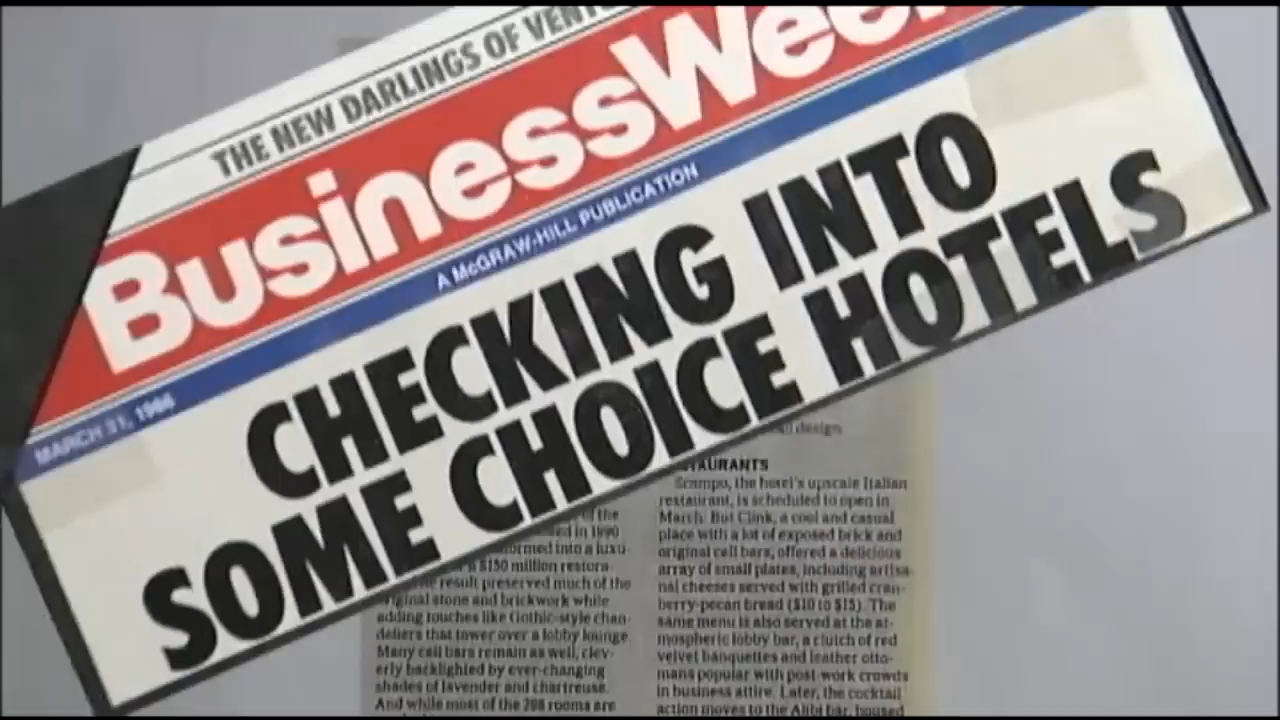 THE NEW DARLINGS OF
BusinessWee
A McGRAW-HILL PUBLICATION
MARCH 31, 1986
CHECKING INTO
SOME CHOICE HOTELS
design
of the
in 1890
into a luxu-
$150 million restora-
result preserved much of the
original stone and brickwork while
adding touches like Gothic-style chan-
deliers that tower over a lobby lounge.
Many cell bars remain as well, clev-
erly backlighted by ever-changing
shades of lavender and chartreuse.
And while most of the 298 rooms are
TAURANTS
Scampo, the hotel's upscale Italian
restaurant, is scheduled to open in
March. But Clink, a cool and casual
place with a lot of exposed brick and
original cell bars, offered a delicious
array of small plates, including artisa-
nal cheeses served with grilled cran-
berry-pecan bread ($10 to $15). The
same menu is also served at the at-
mospheric lobby bar, a clutch of red
velvet banquettes and leather otto-
mans popular with post-work crowds
in business attire. Later, the cocktail
action moves to the Alibi bar, housed